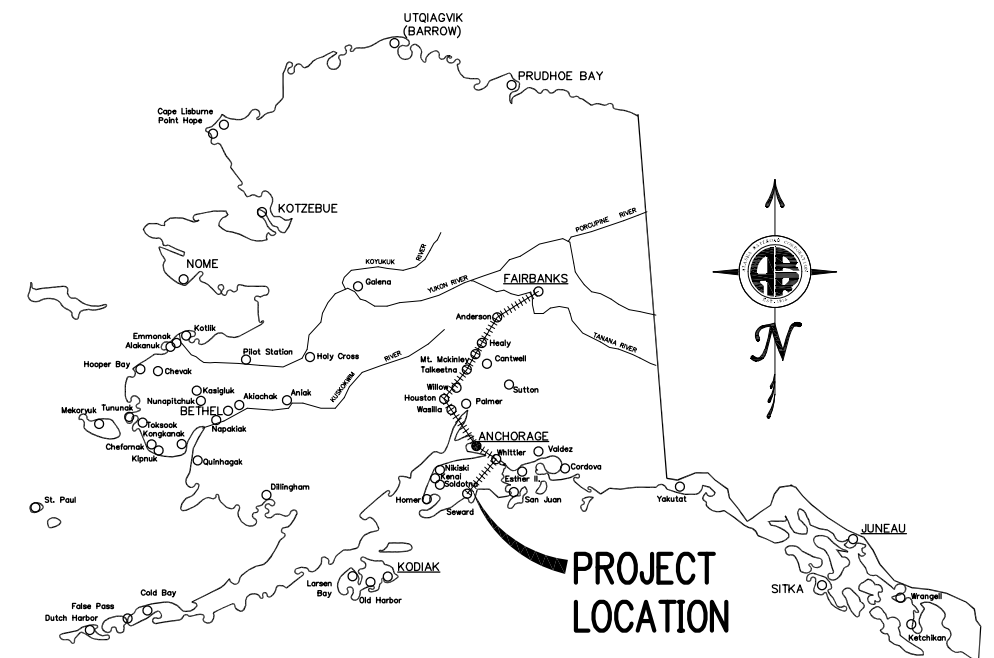 UTQIAGVIK
(BARROW)
PRUDHOE BAY
Cape Lisburne
Point Hope
KOTZEBUE
PORCUPINE RIVER
KOYUKUK RIVER
NOME
Galena
YUKON RIVER
FAIRBANKS
Anderson
Kotlik
Emmonak
Alakanuk
TANANA RIVER
Healy
Hooper Bay
Pilot Station
Holy Cross
Mt. Mckinley
Cantwell
Chevak
Talkeetna
KUSKOKWIM RIVER
Kasigluk
Willow
Sutton
Nunapitchuk
Akiachak
Aniak
Houston
Palmer
Mekoryuk
Tununak
BETHEL
Wasilla
Toksook
Napakiak
Kongkanak
ANCHORAGE
Chefornak
Kipnuk
Whittier
Valdez
Quinhagak
Nikiski
Kenai
Soldotna
Cordova
Esther II.
Dillingham
Homer
San Juan
St. Paul
Seward
Yakutat
JUNEAU
PROJECT
LOCATION
KODIAK
Larsen
Bay
Old Harbor
SITKA
Cold Bay
False Pass
Dutch Harbor
Wrangell
Ketchikan
N